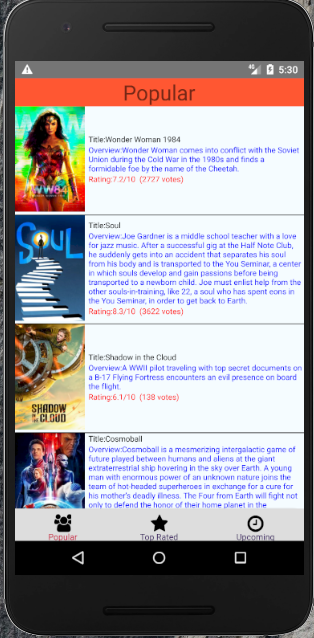 4G 5:30
Popular
WW84
Title:Wonder Woman 1984
Overview:Wonder Woman comes into conflict with the Soviet
Union during the Cold War in the 1980s and finds a
formidable foe by the name of the Cheetah.
Rating:7.2/10 (2727 votes)
SOUL
Title:Soul
Overview:Joe Gardner is a middle school teacher with a love
for jazz music. After a successful gig at the Half Note Club,
he suddenly gets into an accident that separates his soul
from his body and is transported to the You Seminar, a center
in which souls develop and gain passions before being
transported to a newborn child. Joe must enlist help from the
other souls-in-training, like 22, a soul who has spent eons in
the You Seminar, in order to get back to Earth.
Rating:8.3/10 (3622 votes)
SHADOW
IN THE
CLOUD
Title:Shadow in the Cloud
Overview:A WWII pilot traveling with top secret documents on
a B-17 Flying Fortress encounters an evil presence on board
the flight.
Rating:6.1/10 (138 votes)
Title:Cosmoball
Overview:Cosmoball is a mesmerizing intergalactic game of
future played between humans and aliens at the giant
extraterrestrial ship hovering in the sky over Earth. A young
man with enormous power of an unknown nature joins the
team of hot-headed superheroes in exchange for a cure for
his mother's deadly illness. The Four from Earth will fight not
only to defend the honor of their home planet in the
Popular Top Rated Upcoming